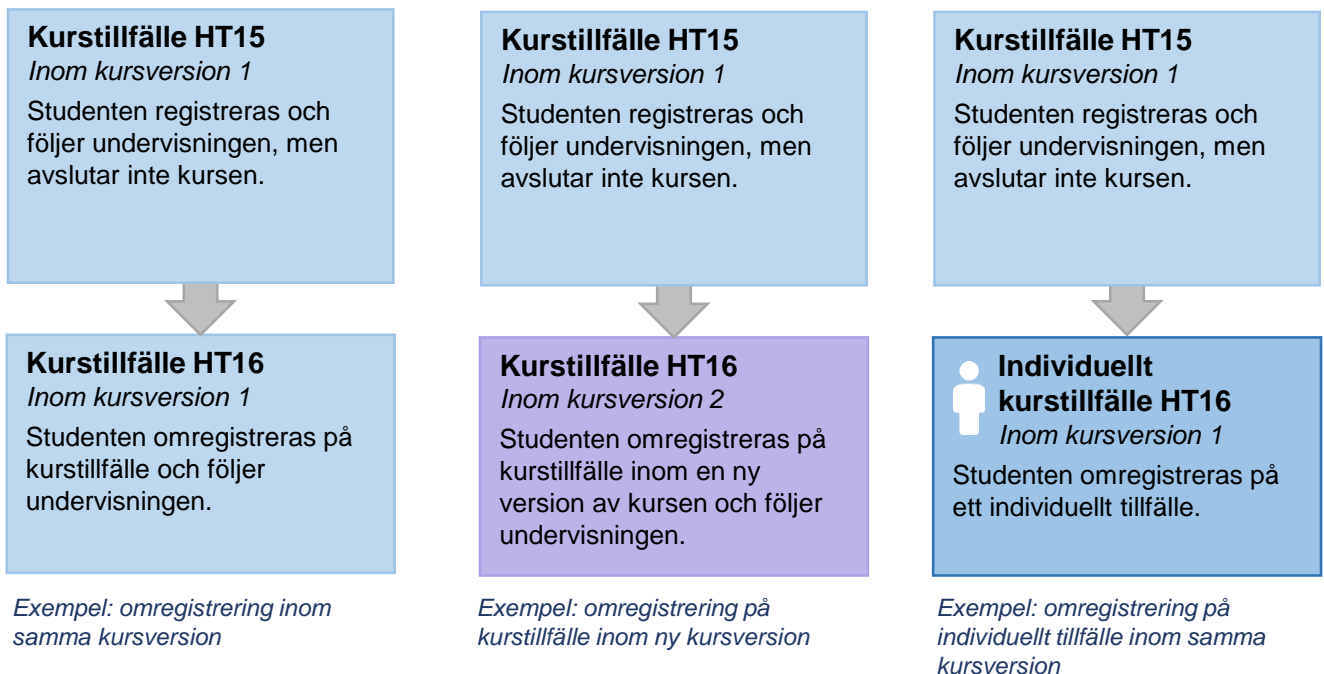 Kurstillfälle HT15
Inom kursversion 1
Studenten registreras och
följer undervisningen, men
avslutar inte kursen.
Kurstillfälle HT16
Inom kursversion 1
Studenten omregistreras på
kurstillfälle och följer
undervisningen.
Exempel: omregistrering inom
samma kursversion
Kurstillfälle HT15
Inom kursversion 1
Studenten registreras och
följer undervisningen, men
avslutar inte kursen.
Kurstillfälle HT16
Inom kursversion 2
Studenten omregistreras på
kurstillfälle inom en ny
version av kursen och följer
undervisningen.
Exempel: omregistrering på
kurstillfälle inom ny kursversion
Kurstillfälle HT15
Inom kursversion 1
Studenten registreras och
följer undervisningen, men
avslutar inte kursen.
Individuellt
kurstillfälle HT16
Inom kursversion 1
Studenten omregistreras på
ett individuellt tillfälle.
Exempel: omregistrering på
individuellt tillfälle inom samma
kursversion